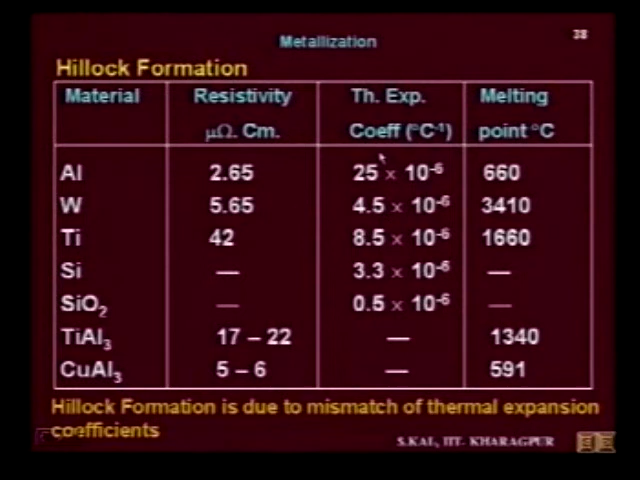 Metallization
38
Hillock Formation
Material Resistivity Th. Exp. Melting
μΩ. Cm. Coeff (°C⁻¹) point °C
Al 2.65 25 × 10⁻⁶ 660
W 5.65 4.5 × 10⁻⁶ 3410
Ti 42 8.5 × 10⁻⁶ 1660
Si — 3.3 × 10⁻⁶ —
SiO₂ — 0.5 × 10⁻⁶ —
TiAl₃ 17 – 22 — 1340
CuAl₃ 5 – 6 — 591
Hillock Formation is due to mismatch of thermal expansion
coefficients
S.KAL, IIT- KHARAGPUR